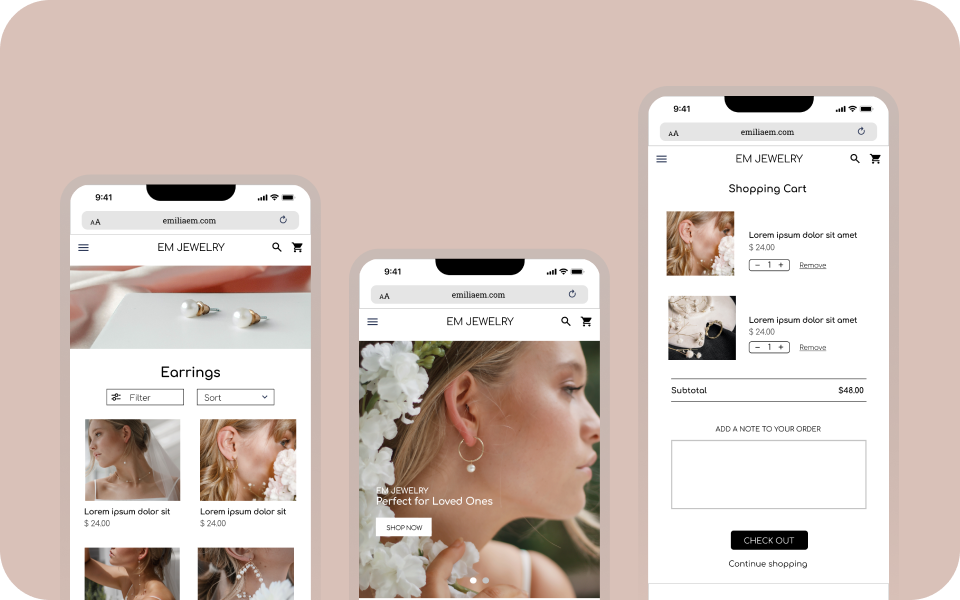 9:41
AA
emiliaem.com
EM JEWELRY
Earrings
Filter
Sort
Lorem ipsum dolor sit
$ 24.00
Lorem ipsum dolor sit
$ 24.00
9:41
AA
emiliaem.com
EM JEWELRY
EM JEWELRY
Perfect for Loved Ones
SHOP NOW
9:41
AA
emiliaem.com
EM JEWELRY
Shopping Cart
Lorem ipsum dolor sit amet
$ 24.00
− 1 +
Remove
Lorem ipsum dolor sit amet
$ 24.00
− 1 +
Remove
Subtotal $48.00
ADD A NOTE TO YOUR ORDER
CHECK OUT
Continue shopping